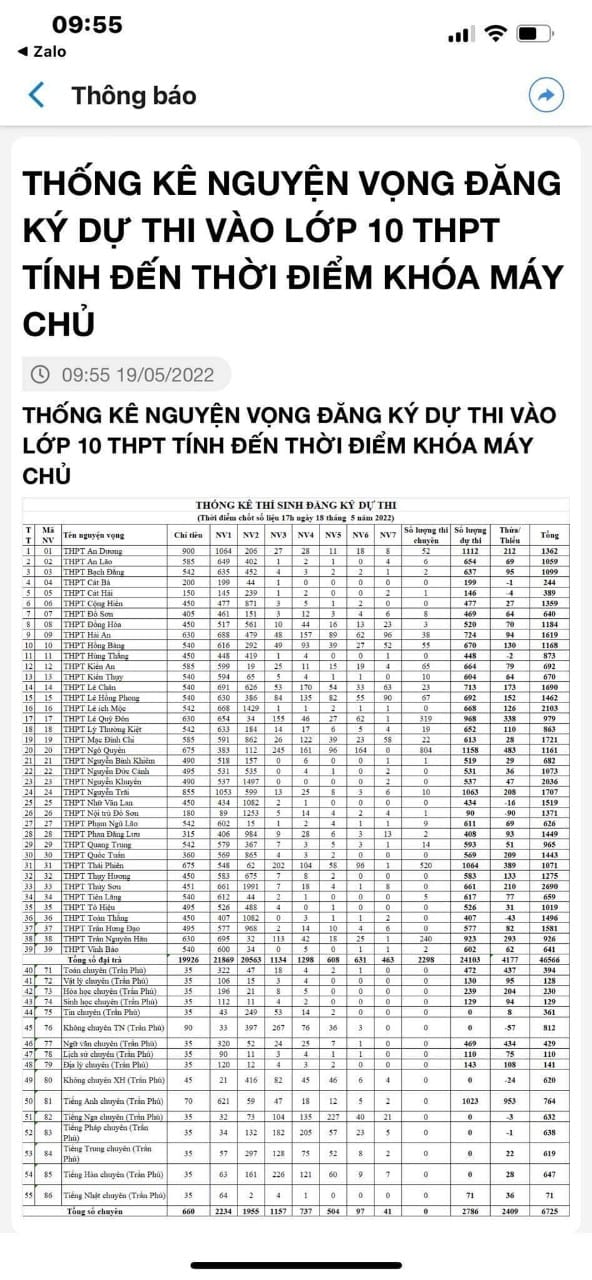 09:55
Zalo
Thông báo
THỐNG KÊ NGUYỆN VỌNG ĐĂNG
KÝ DỰ THI VÀO LỚP 10 THPT
TÍNH ĐẾN THỜI ĐIỂM KHÓA MÁY
CHỦ
09:55 19/05/2022
THỐNG KÊ NGUYỆN VỌNG ĐĂNG KÝ DỰ THI VÀO
LỚP 10 THPT TÍNH ĐẾN THỜI ĐIỂM KHÓA MÁY
CHỦ
THỐNG KÊ THÍ SINH ĐĂNG KÝ DỰ THI
(Thời điểm chốt số liệu 17h ngày 18 tháng 5 năm 2022)
TT Mã NV Tên nguyện vọng Chỉ tiêu NV1 NV2 NV3 NV4 NV5 NV6 NV7 Số lượng thi chuyên Số lượng dự thi Thừa/Thiếu Tổng
1 01 THPT An Dương 900 1064 206 27 28 11 18 8 52 1112 212 1362
2 02 THPT An Lão 585 649 402 1 2 1 0 4 6 654 69 1059
3 03 THPT Bạch Đằng 542 635 452 4 3 2 2 1 2 637 95 1099
4 04 THPT Cát Bà 200 199 44 1 0 0 0 0 0 199 -1 244
5 05 THPT Cát Hải 150 145 239 1 2 0 2 0 1 146 -4 389
6 06 THPT Cộng Hiền 450 477 871 3 5 1 2 0 0 477 27 1359
7 07 THPT Đồ Sơn 405 461 151 3 12 3 4 6 8 469 64 640
8 08 THPT Đồng Hòa 450 517 561 10 44 16 13 23 3 520 70 1184
9 09 THPT Hải An 630 688 479 48 157 89 62 96 38 724 94 1619
10 10 THPT Hồng Bàng 540 616 292 49 93 39 27 52 55 670 130 1168
11 11 THPT Hùng Thắng 450 448 419 1 4 0 0 1 0 448 -2 873
12 12 THPT Kiến An 585 599 19 25 11 15 19 4 65 664 79 692
13 13 THPT Kiến Thụy 540 594 65 5 4 1 1 0 10 604 64 670
14 14 THPT Lê Chân 540 691 626 53 170 54 33 63 23 713 173 1690
15 15 THPT Lê Hồng Phong 540 630 386 84 135 82 55 90 67 692 152 1462
16 16 THPT Lê ích Mộc 542 668 1429 1 1 2 1 1 0 668 126 2103
17 17 THPT Lê Quý Đôn 630 654 34 155 46 27 62 1 319 968 338 979
18 18 THPT Lý Thường Kiệt 542 633 184 14 17 6 5 4 19 652 110 863
19 19 THPT Mạc Đĩnh Chi 585 591 862 26 122 39 23 58 22 613 28 1721
20 20 THPT Ngô Quyền 675 383 112 245 161 96 164 0 804 1158 483 1161
21 21 THPT Nguyễn Bỉnh Khiêm 490 518 157 0 6 0 0 1 1 519 29 682
22 22 THPT Nguyễn Đức Cảnh 495 531 535 0 4 1 0 2 0 531 36 1073
23 23 THPT Nguyễn Khuyến 490 537 1497 0 0 0 0 2 0 537 47 2036
24 24 THPT Nguyễn Trãi 855 1053 599 13 25 8 3 6 10 1063 208 1707
25 25 THPT Nhữ Văn Lan 450 434 1082 2 1 0 0 0 0 434 -16 1519
26 26 THPT Nội trú Đồ Sơn 180 89 1253 5 14 4 2 4 1 90 -90 1371
27 27 THPT Phạm Ngũ Lão 542 602 15 1 2 4 1 1 9 611 69 626
28 28 THPT Phan Đăng Lưu 315 406 984 9 28 6 3 13 2 408 93 1449
29 29 THPT Quang Trung 542 579 367 7 3 5 3 1 14 593 51 965
30 30 THPT Quốc Tuấn 360 569 865 4 3 2 0 0 0 569 209 1443
31 31 THPT Thái Phiên 675 548 62 202 104 58 96 1 520 1064 389 1071
32 32 THPT Thụy Hương 450 583 675 7 8 2 0 0 0 583 133 1275
33 33 THPT Thủy Sơn 451 661 1991 7 18 4 1 8 0 661 210 2690
34 34 THPT Tiên Lãng 540 612 44 2 1 0 0 0 5 617 77 659
35 35 THPT Tô Hiệu 495 526 488 4 0 1 0 0 0 526 31 1019
36 36 THPT Toàn Thắng 450 407 1082 0 3 1 1 2 0 407 -43 1496
37 37 THPT Trần Hưng Đạo 495 577 968 2 14 10 4 6 0 577 82 1581
38 38 THPT Trần Nguyên Hãn 630 695 32 113 42 18 25 1 240 923 293 926
39 39 THPT Vĩnh Bảo 540 600 34 0 5 0 1 1 2 602 62 641
Tổng số đại trà 19926 21869 20563 1134 1298 608 631 463 2298 24103 4177 46566
40 71 Toán chuyên (Trần Phú) 35 322 47 18 4 2 1 0 0 472 437 394
41 72 Vật lý chuyên (Trần Phú) 35 106 15 3 4 0 0 0 0 130 95 128
42 73 Hóa học chuyên (Trần Phú) 35 196 21 8 5 0 0 0 0 239 204 230
43 74 Sinh học chuyên (Trần Phú) 35 112 11 4 2 0 0 0 0 129 94 129
44 75 Tin chuyên (Trần Phú) 35 43 249 53 14 2 0 0 0 0 8 361
45 76 Không chuyên TN (Trần Phú) 90 33 397 267 76 36 3 0 0 0 -57 812
46 77 Ngữ văn chuyên (Trần Phú) 35 320 52 24 25 7 1 0 0 469 434 429
47 78 Lịch sử chuyên (Trần Phú) 35 90 11 3 4 1 1 0 0 110 75 110
48 79 Địa lý chuyên (Trần Phú) 35 120 12 4 3 2 0 0 0 143 108 141
49 80 Không chuyên XH (Trần Phú) 45 21 416 82 45 46 6 4 0 0 -24 620
50 81 Tiếng Anh chuyên (Trần Phú) 70 621 59 47 18 12 5 2 0 1023 953 764
51 82 Tiếng Nga chuyên (Trần Phú) 35 32 73 104 135 227 40 21 0 0 -3 632
52 83 Tiếng Pháp chuyên (Trần Phú) 35 34 132 182 205 57 23 5 0 0 -1 638
53 84 Tiếng Trung chuyên (Trần Phú) 35 57 297 128 75 52 8 2 0 0 22 619
54 85 Tiếng Hàn chuyên (Trần Phú) 35 63 161 226 121 60 9 7 0 0 28 647
55 86 Tiếng Nhật chuyên (Trần Phú) 35 64 2 4 1 0 0 0 0 71 36 71
Tổng số chuyên 660 2234 1955 1157 737 504 97 41 0 2786 2409 6725